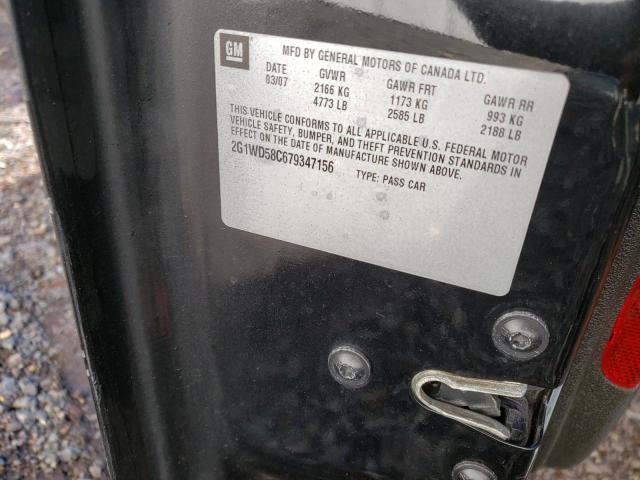 GM
MFD BY GENERAL MOTORS OF CANADA LTD.
DATE GVWR GAWR FRT GAWR RR
03/07 2166 KG 1173 KG 993 KG
4773 LB 2585 LB 2188 LB
THIS VEHICLE CONFORMS TO ALL APPLICABLE U.S. FEDERAL MOTOR
VEHICLE SAFETY, BUMPER, AND THEFT PREVENTION STANDARDS IN
EFFECT ON THE DATE OF MANUFACTURE SHOWN ABOVE.
2G1WD58C679347156 TYPE: PASS CAR